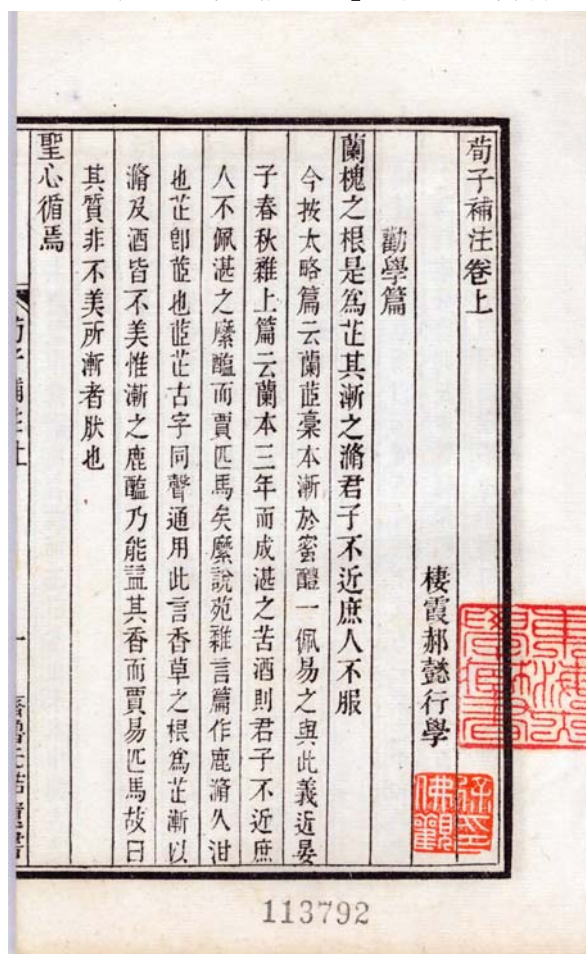 荀子補注卷上
棲霞郝懿行學
勸學篇
蘭槐之根是爲芷其漸之滫君子不近庶人不服
今按大略篇云蘭茝稾本漸於蜜醴一佩易之與此義近晏
子春秋雜上篇云蘭本三年而成湛之苦酒則君子不近庶
人不佩湛之縻醢而賈匹馬矣縻說苑雜言篇作鹿滫久泔
也芷卽茝也茝芷古字同聲通用此言香草之根爲芷漸以
滫及酒皆不美惟漸之鹿醢乃能益其香而賈易匹馬故曰
其質非不美所漸者肰也
聖心循焉
113792